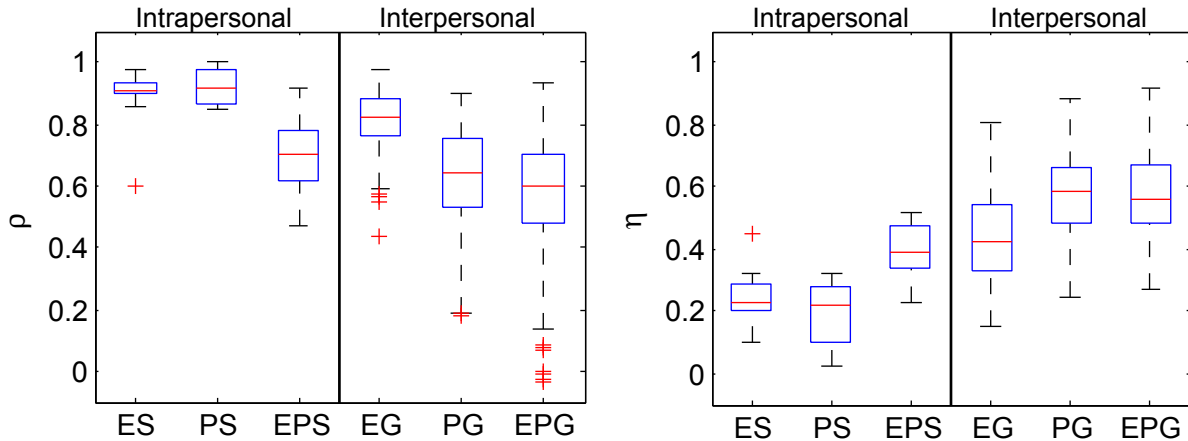 Intrapersonal Interpersonal
1
0.8
0.6
0.4
0.2
0
ρ
ES PS EPS EG PG EPG
Intrapersonal Interpersonal
1
0.8
0.6
0.4
0.2
0
η
ES PS EPS EG PG EPG